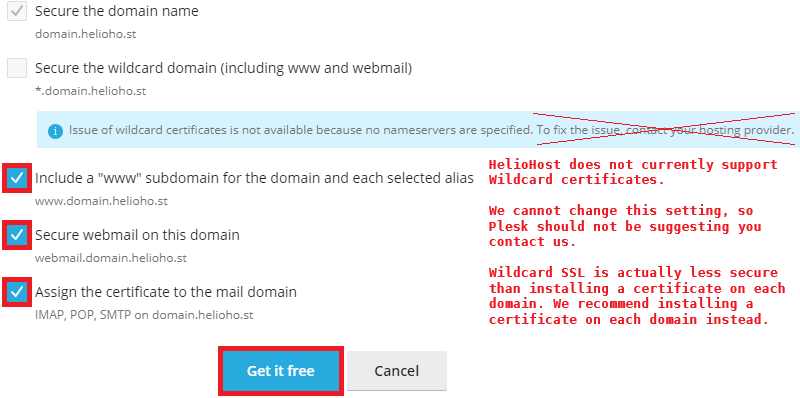 Secure the domain name
domain.helioho.st
Secure the wildcard domain (including www and webmail)
*.domain.helioho.st
Issue of wildcard certificates is not available because no nameservers are specified. To fix the issue, contact your hosting provider.
Include a "www" subdomain for the domain and each selected alias
www.domain.helioho.st
Secure webmail on this domain
webmail.domain.helioho.st
Assign the certificate to the mail domain
IMAP, POP, SMTP on domain.helioho.st
HelioHost does not currently support
Wildcard certificates.
We cannot change this setting, so
Plesk should not be suggesting you
contact us.
Wildcard SSL is actually less secure
than installing a certificate on each
domain. We recommend installing a
certificate on each domain instead.
Get it free
Cancel